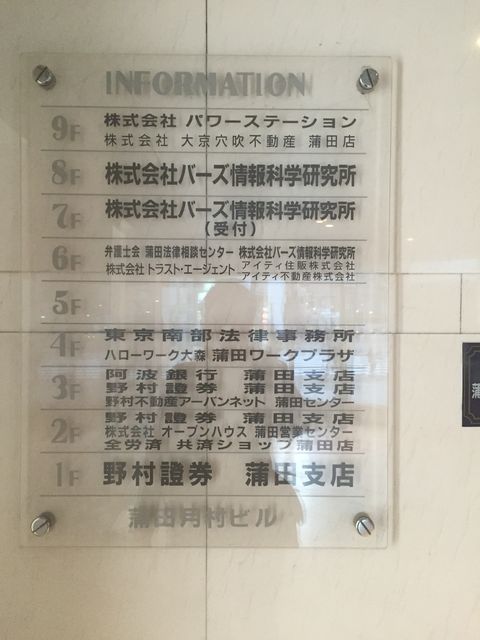 INFORMATION
9F 株式会社 パワーステーション
株式会社 大京穴吹不動産 蒲田店
8F 株式会社バーズ情報科学研究所
7F 株式会社バーズ情報科学研究所
(受付)
6F 弁護士会 蒲田法律相談センター 株式会社バーズ情報科学研究所
株式会社 トラスト・エージェント アイティ住販株式会社
アイティ不動産株式会社
5F
4F 東京南部法律事務所
ハローワーク大森 蒲田ワークプラザ
3F 阿波銀行 蒲田支店
野村證券 蒲田支店
野村不動産アーバンネット 蒲田センター
2F 野村證券 蒲田支店
株式会社 オープンハウス 蒲田営業センター
全労済 共済ショップ蒲田店
1F 野村證券 蒲田支店
蒲田月村ビル
蒲